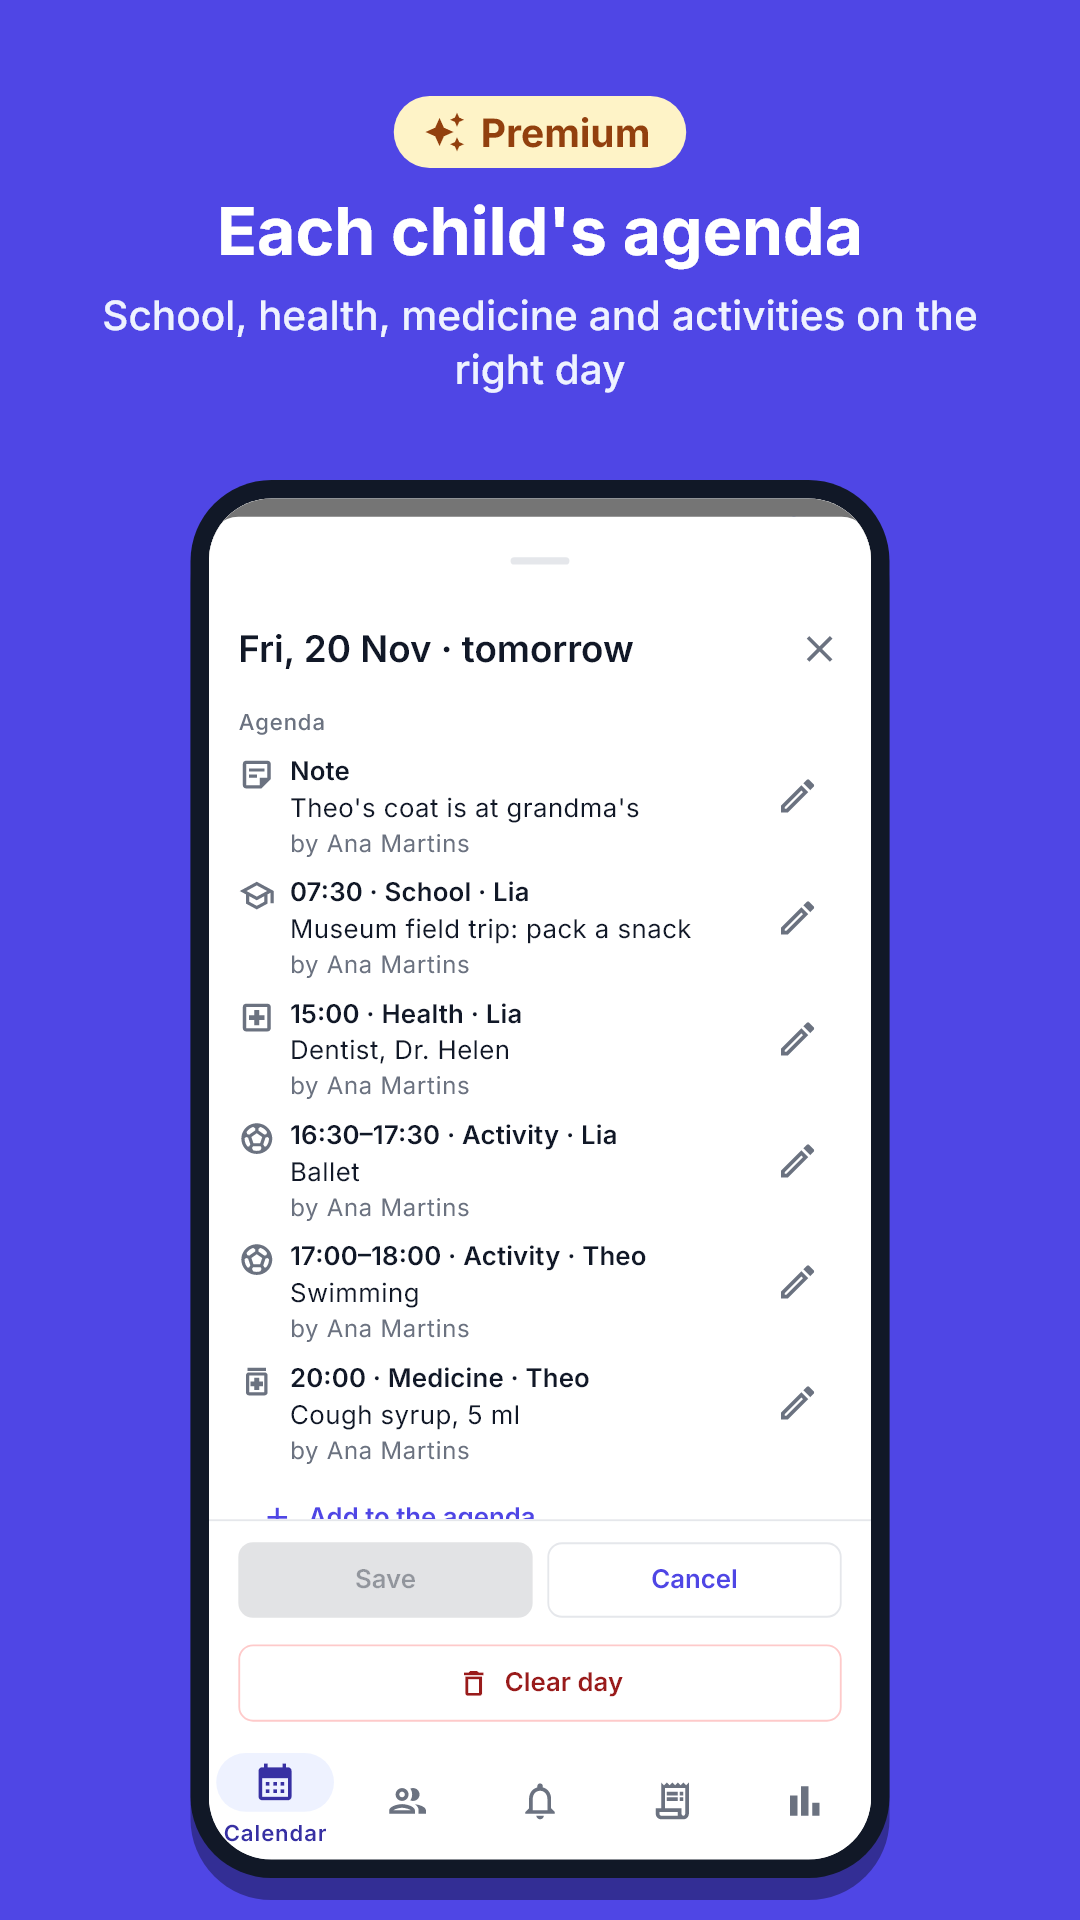 Premium
Each child's agenda
School, health, medicine and activities on the
right day
Fri, 20 Nov · tomorrow
Agenda
Note
Theo's coat is at grandma's
by Ana Martins
07:30 · School · Lia
Museum field trip: pack a snack
by Ana Martins
15:00 · Health · Lia
Dentist, Dr. Helen
by Ana Martins
16:30–17:30 · Activity · Lia
Ballet
by Ana Martins
17:00–18:00 · Activity · Theo
Swimming
by Ana Martins
20:00 · Medicine · Theo
Cough syrup, 5 ml
by Ana Martins
+ Add to the agenda
Save
Cancel
Clear day
Calendar